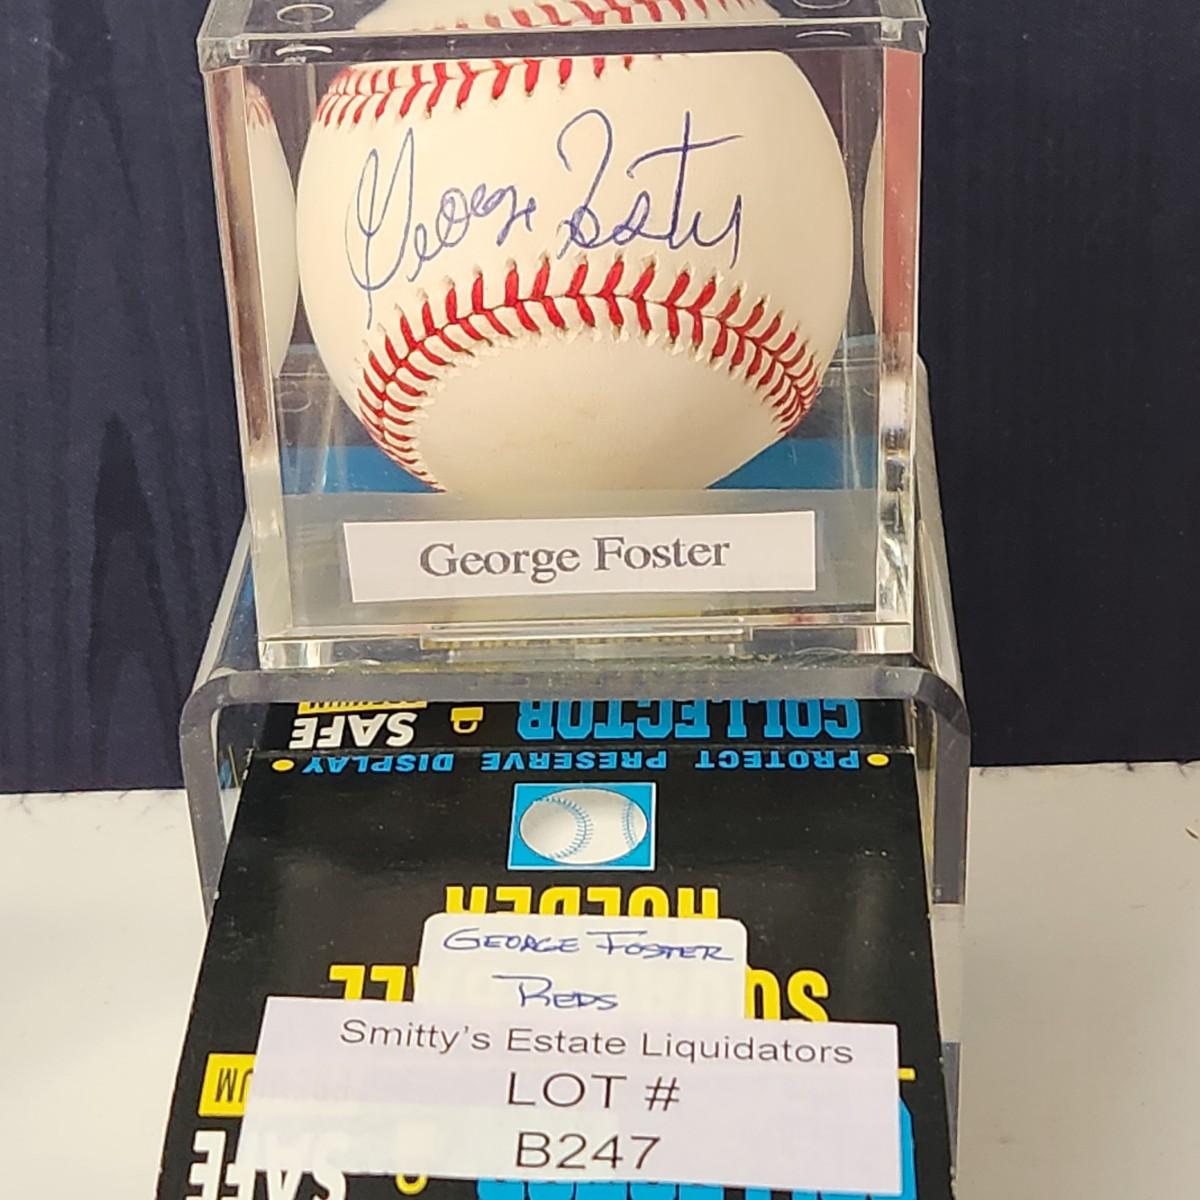 George Foster
George Foster
SAFE COLLECTOR
• PROTECT PRESERVE DISPLAY •
HOLDER
George Foster
Reds
Smitty's Estate Liquidators
LOT #
B247
SAFE